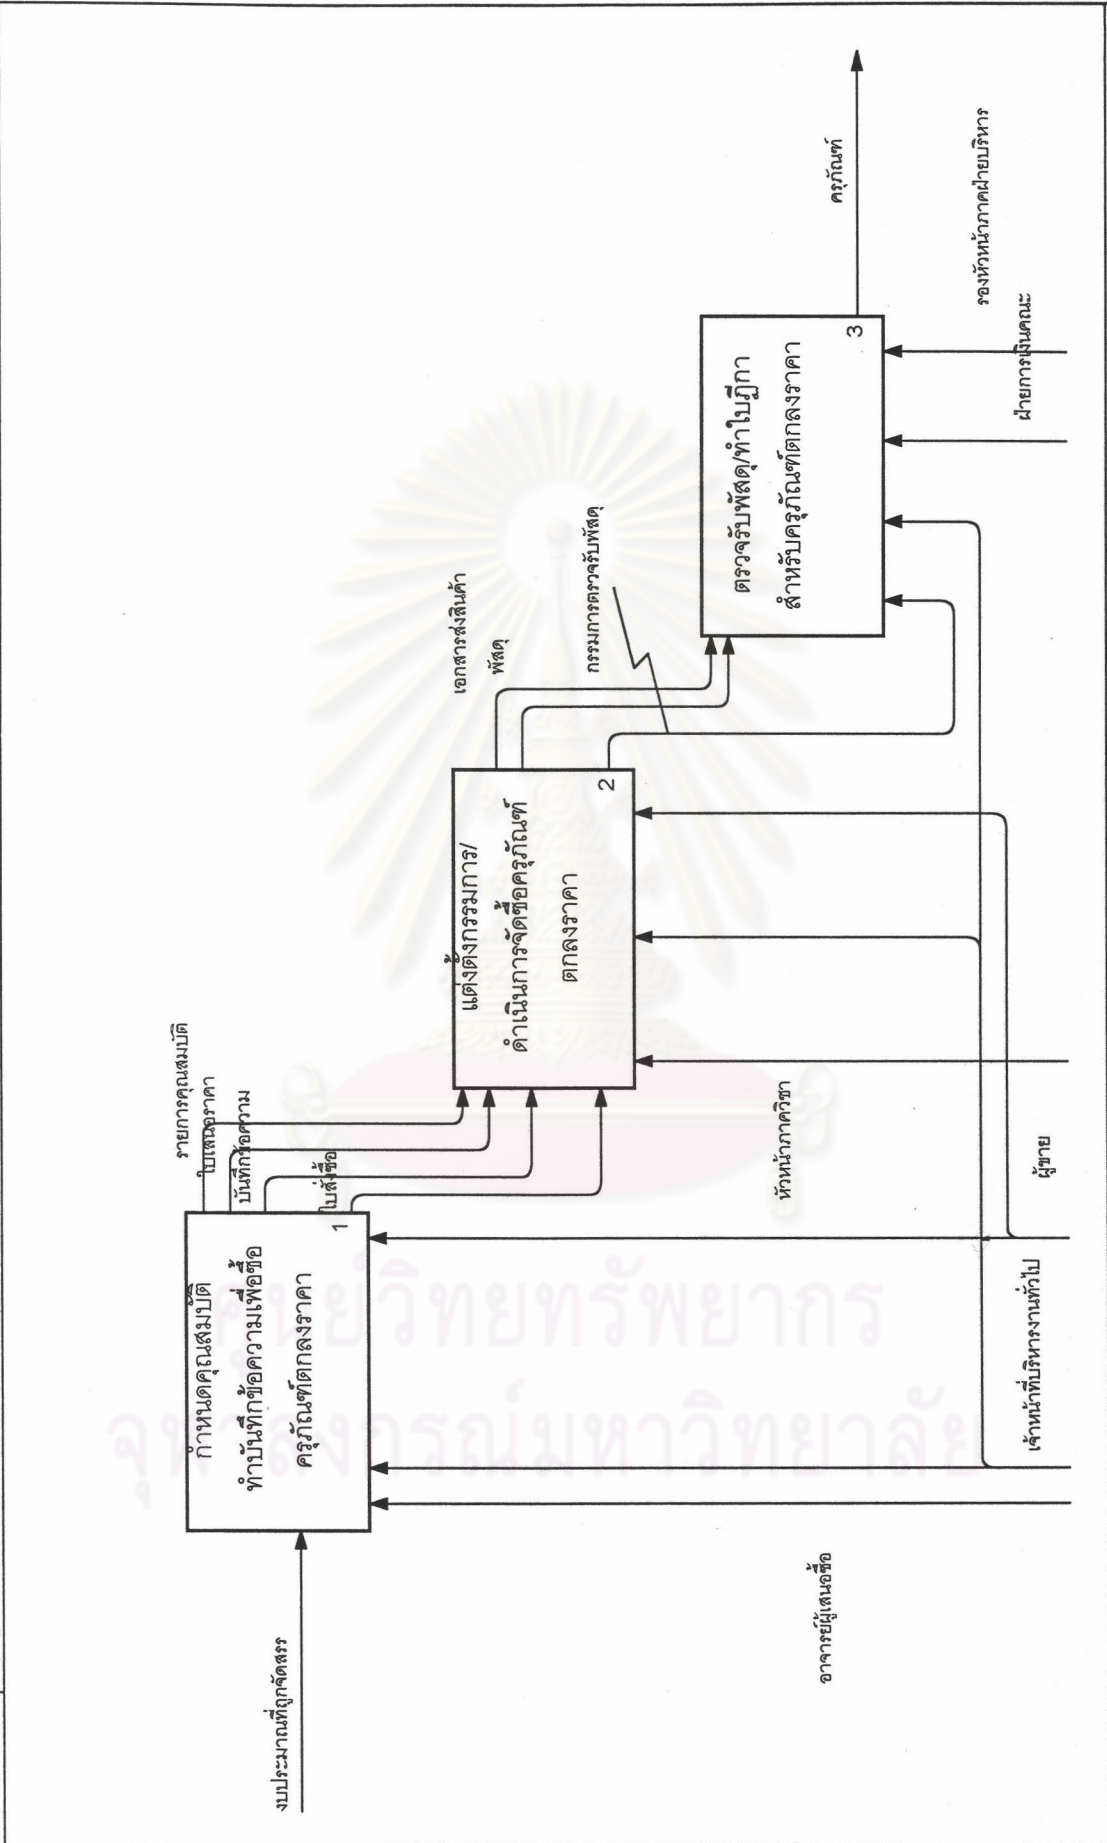 งบประมาณที่ถูกจัดสรร
กำหนดคุณสมบัติ
ทำบันทึกข้อความเพื่อซื้อ
ครุภัณฑ์ตกลงราคา
1
รายการคุณสมบัติ
ใบเสนอราคา
บันทึกข้อความ
ใบสั่งซื้อ
แต่งตั้งกรรมการ/
ดำเนินการจัดซื้อครุภัณฑ์
ตกลงราคา
2
เอกสารส่งสินค้า
พัสดุ
กรรมการตรวจรับพัสดุ
ตรวจรับพัสดุ/ทำใบฎีกา
สำหรับครุภัณฑ์ตกลงราคา
3
ครุภัณฑ์
อาจารย์ผู้เสนอซื้อ
เจ้าหน้าที่บริหารงานทั่วไป
ผู้ขาย
หัวหน้าภาควิชา
ฝ่ายการเงินคณะ
รองหัวหน้าภาคฝ่ายบริหาร
ศูนย์วิทยทรัพยากร
จุฬาลงกรณ์มหาวิทยาลัย